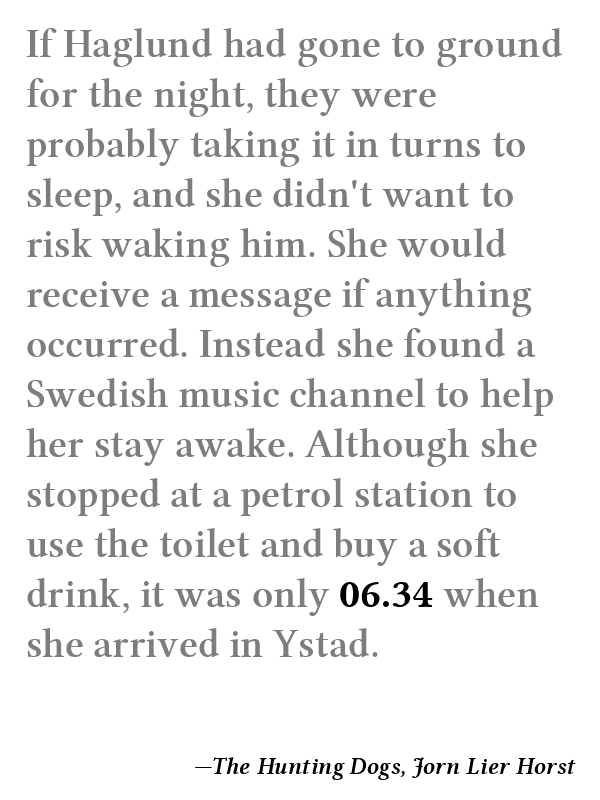 If Haglund had gone to ground
for the night, they were
probably taking it in turns to
sleep, and she didn't want to
risk waking him. She would
receive a message if anything
occurred. Instead she found a
Swedish music channel to help
her stay awake. Although she
stopped at a petrol station to
use the toilet and buy a soft
drink, it was only 06.34 when
she arrived in Ystad.
—The Hunting Dogs, Jorn Lier Horst